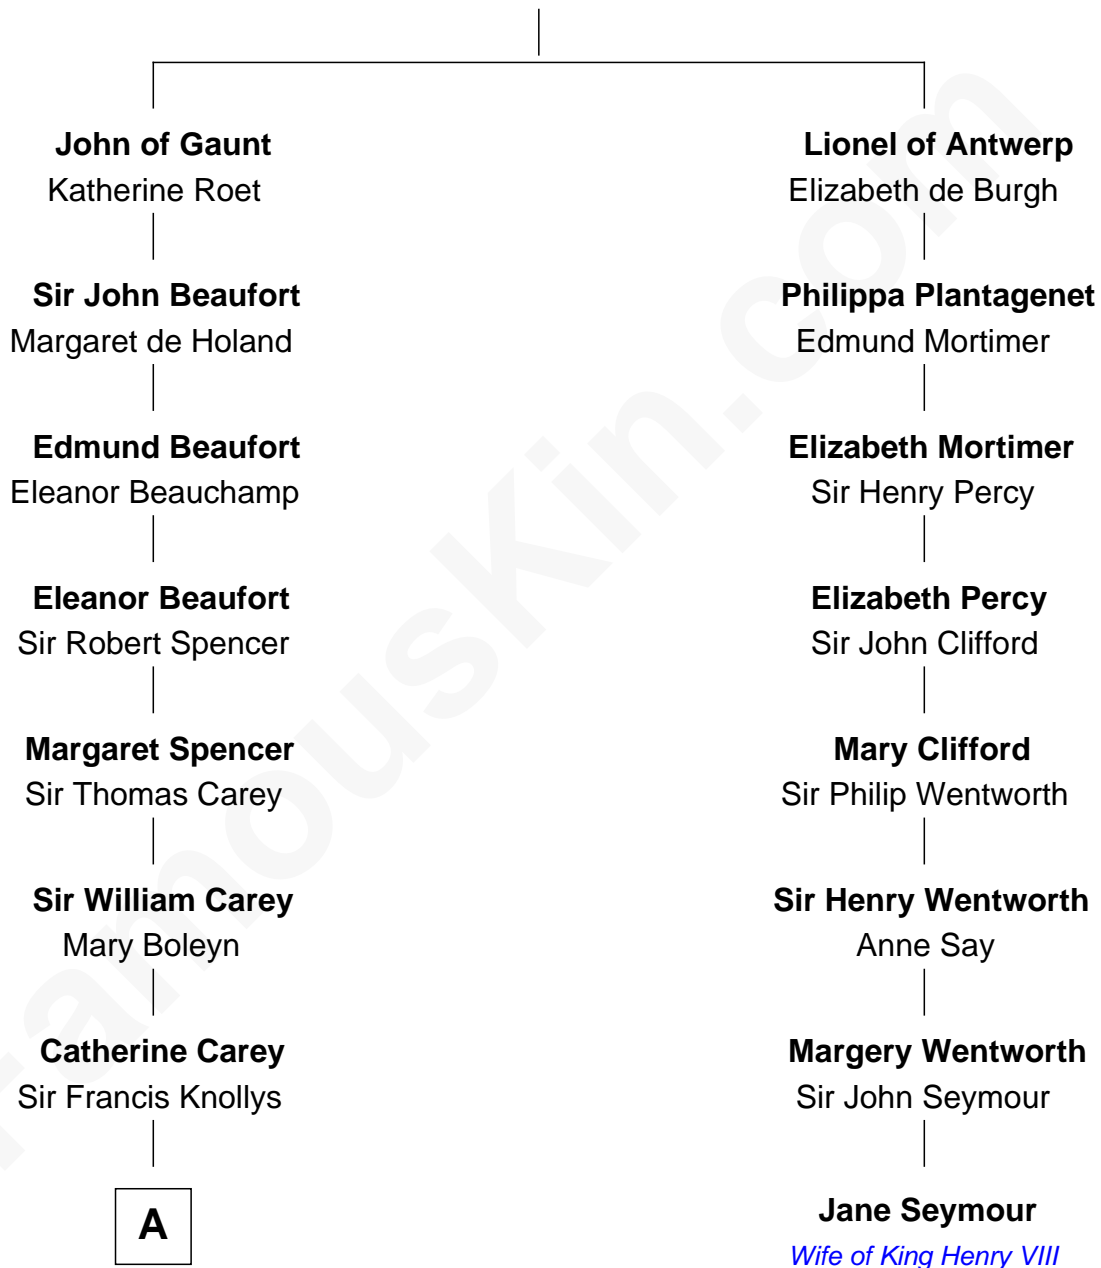 John of Gaunt
Katherine Roet
Sir John Beaufort
Margaret de Holand
Edmund Beaufort
Eleanor Beauchamp
Eleanor Beaufort
Sir Robert Spencer
Margaret Spencer
Sir Thomas Carey
Sir William Carey
Mary Boleyn
Catherine Carey
Sir Francis Knollys
A
Lionel of Antwerp
Elizabeth de Burgh
Philippa Plantagenet
Edmund Mortimer
Elizabeth Mortimer
Sir Henry Percy
Elizabeth Percy
Sir John Clifford
Mary Clifford
Sir Philip Wentworth
Sir Henry Wentworth
Anne Say
Margery Wentworth
Sir John Seymour
Jane Seymour
Wife of King Henry VIII
FamousKin.com